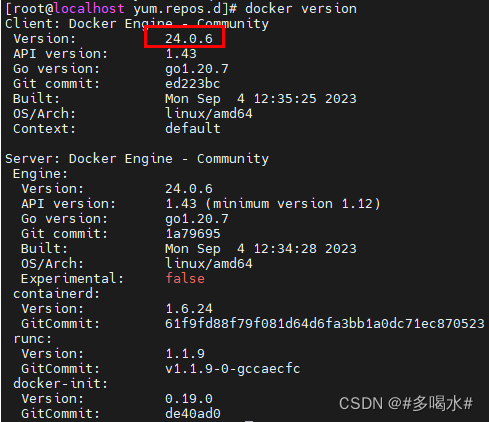 [root@localhost yum.repos.d]# docker version
Client: Docker Engine - Community
Version: 24.0.6
API version: 1.43
Go version: go1.20.7
Git commit: ed223bc
Built: Mon Sep 4 12:35:25 2023
OS/Arch: linux/amd64
Context: default
Server: Docker Engine - Community
Engine:
Version: 24.0.6
API version: 1.43 (minimum version 1.12)
Go version: go1.20.7
Git commit: 1a79695
Built: Mon Sep 4 12:34:28 2023
OS/Arch: linux/amd64
Experimental: false
containerd:
Version: 1.6.24
GitCommit: 61f9fd88f79f081d64d6fa3bb1a0dc71ec870523
runc:
Version: 1.1.9
GitCommit: v1.1.9-0-gccaecfc
docker-init:
Version: 0.19.0
GitCommit: de40ad0
CSDN @#多喝水#